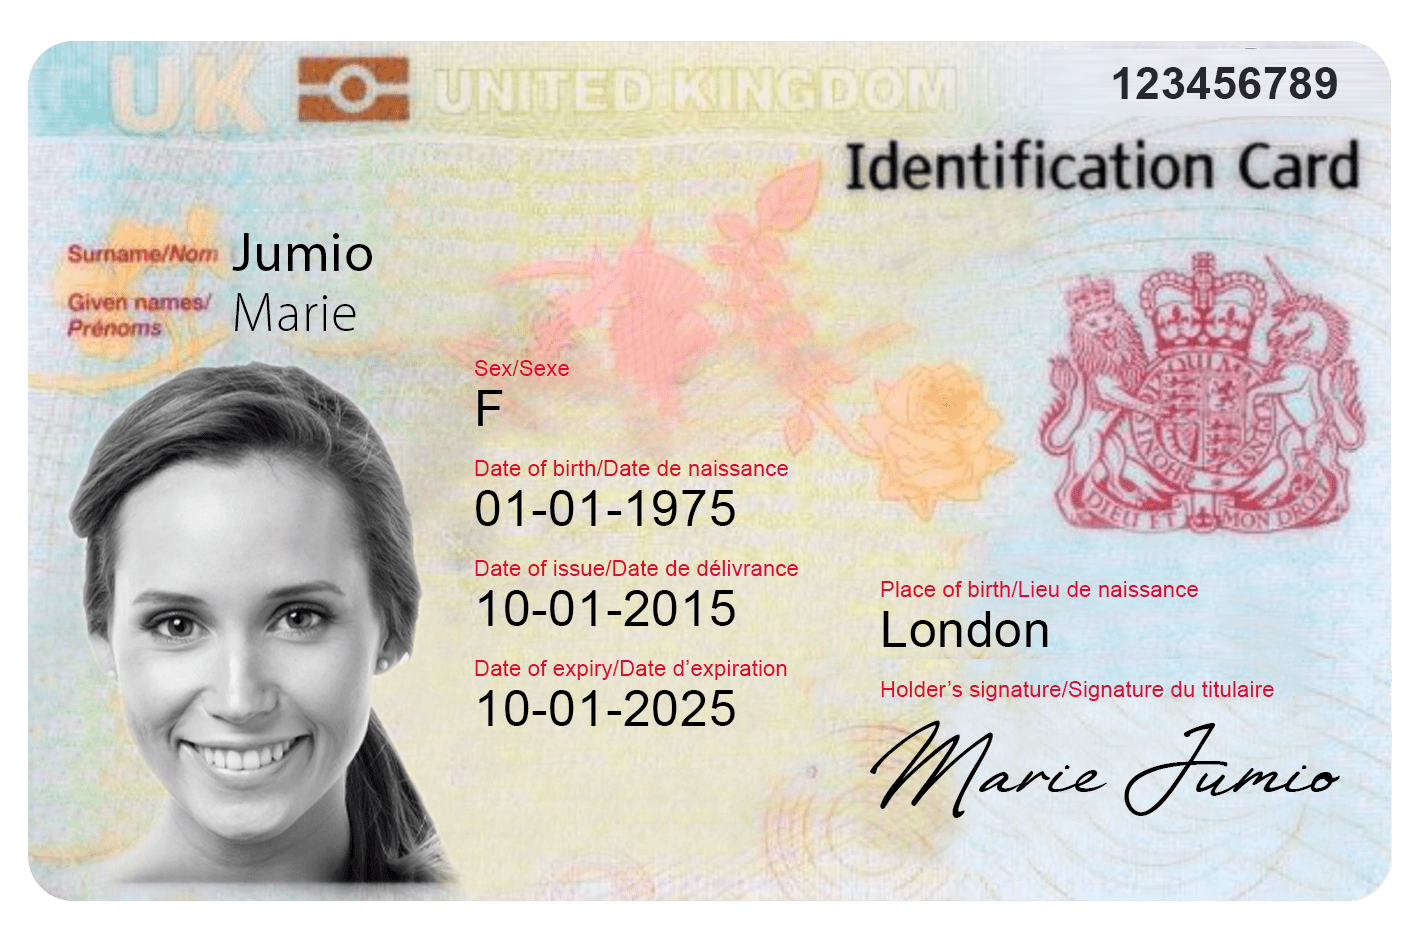 UK UNITED KINGDOM 123456789
Identification Card
Surname/Nom Jumio
Given names/ Marie
Prénoms
Sex/Sexe
F
Date of birth/Date de naissance
01-01-1975
Date of issue/Date de délivrance
10-01-2015
Date of expiry/Date d’expiration
10-01-2025
DIEU ET MON DROIT
Place of birth/Lieu de naissance
London
Holder’s signature/Signature du titulaire
Marie Jumio